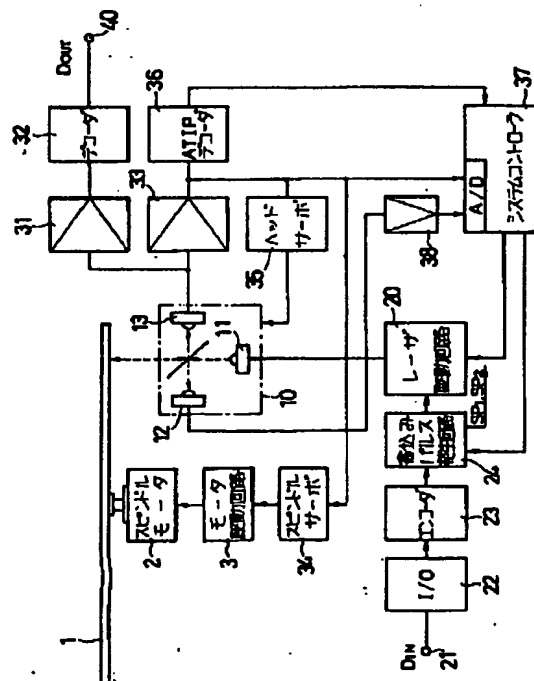 1
スピンドル
モータ
2
モータ
駆動回路
3
スピンドル
サーボ
34
12
13
11
10
31
デコーダ
32
DOUT
40
33
ATIP
デコーダ
36
ヘッド
サーボ
35
38
A/D
システムコントローラ
37
レーザ
駆動回路
20
SP1
SP2
書込み
パルス
発生回路
24
エンコーダ
23
I/O
22
DIN
21